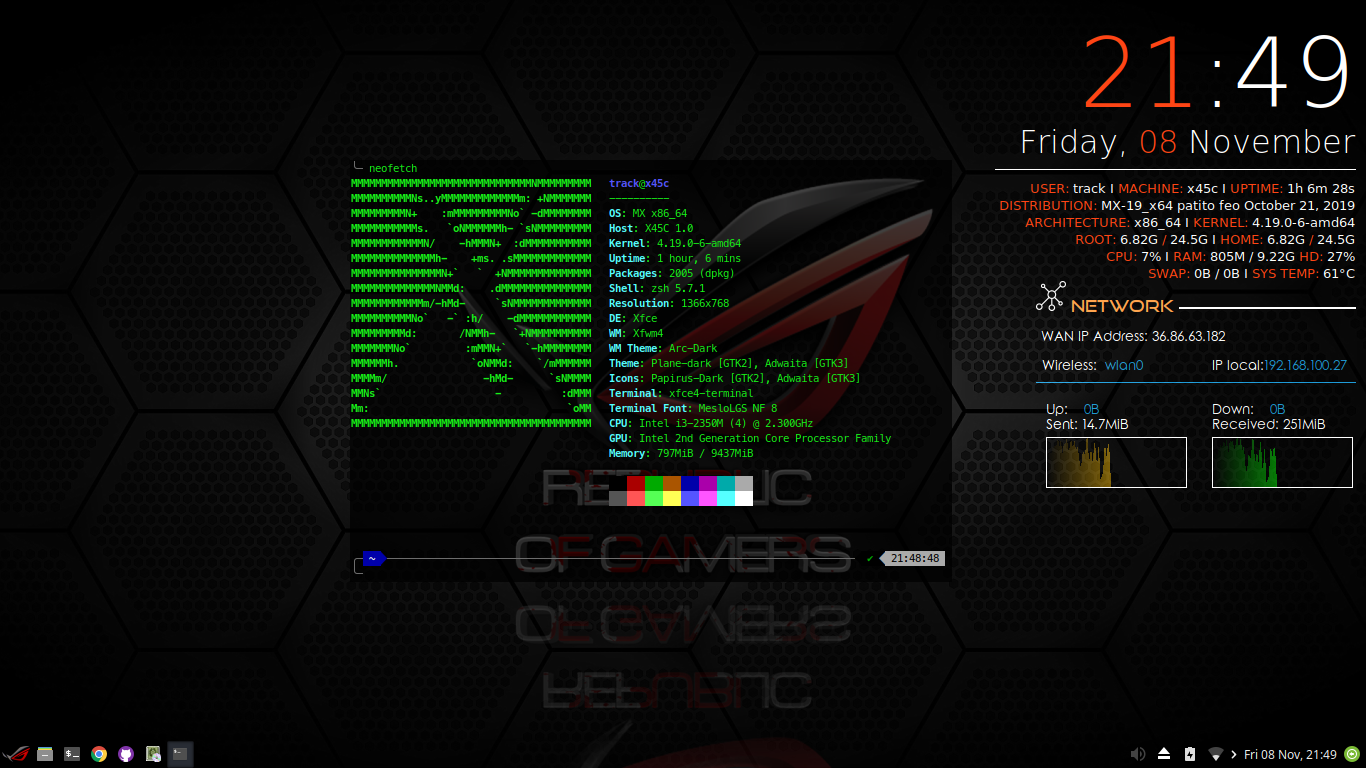 21:49
Friday, 08 November
USER: track I MACHINE: x45c I UPTIME: 1h 6m 28s
DISTRIBUTION: MX-19_x64 patito feo October 21, 2019
ARCHITECTURE: x86_64 I KERNEL: 4.19.0-6-amd64
ROOT: 6.82G / 24.5G I HOME: 6.82G / 24.5G
CPU: 7% I RAM: 805M / 9.22G HD: 27%
SWAP: 0B / 0B I SYS TEMP: 61°C
NETWORK
WAN IP Address: 36.86.63.182
Wireless: wlan0 IP local:192.168.100.27
Up: 0B Down: 0B
Sent: 14.7MiB Received: 251MiB
neofetch
track@x45c
----------
OS: MX x86_64
Host: X45C 1.0
Kernel: 4.19.0-6-amd64
Uptime: 1 hour, 6 mins
Packages: 2005 (dpkg)
Shell: zsh 5.7.1
Resolution: 1366x768
DE: Xfce
WM: Xfwm4
WM Theme: Arc-Dark
Theme: Plane-dark [GTK2], Adwaita [GTK3]
Icons: Papirus-Dark [GTK2], Adwaita [GTK3]
Terminal: xfce4-terminal
Terminal Font: MesloLGS NF 8
CPU: Intel i3-2350M (4) @ 2.300GHz
GPU: Intel 2nd Generation Core Processor Family
Memory: 797MiB / 9437MiB
REPUBLIC
OF GAMERS
~ ✔ 21:48:48
Fri 08 Nov, 21:49